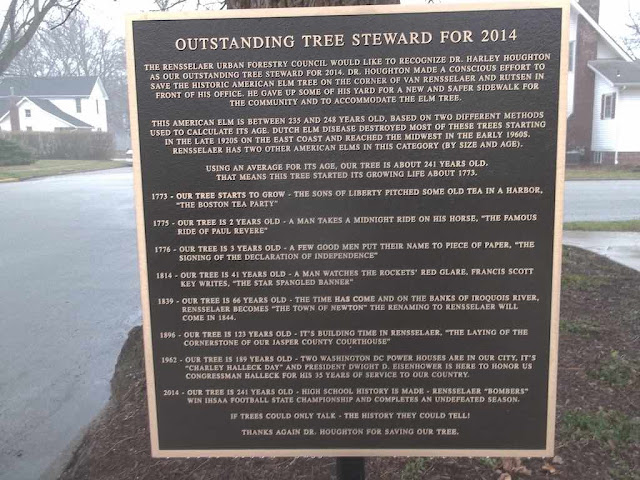 OUTSTANDING TREE STEWARD FOR 2014
THE RENSSELAER URBAN FORESTRY COUNCIL WOULD LIKE TO RECOGNIZE DR. HARLEY HOUGHTON
AS OUR OUTSTANDING TREE STEWARD FOR 2014. DR. HOUGHTON MADE A CONSCIOUS EFFORT TO
SAVE THE HISTORIC AMERICAN ELM TREE ON THE CORNER OF VAN RENSSELAER AND RUTSEN IN
FRONT OF HIS OFFICE. HE GAVE UP SOME OF HIS YARD FOR A NEW AND SAFER SIDEWALK FOR
THE COMMUNITY AND TO ACCOMMODATE THE ELM TREE.
THIS AMERICAN ELM IS BETWEEN 235 AND 248 YEARS OLD, BASED ON TWO DIFFERENT METHODS
USED TO CALCULATE ITS AGE. DUTCH ELM DISEASE DESTROYED MOST OF THESE TREES STARTING
IN THE LATE 1920S ON THE EAST COAST AND REACHED THE MIDWEST IN THE EARLY 1960S.
RENSSELAER HAS TWO OTHER AMERICAN ELMS IN THIS CATEGORY (BY SIZE AND AGE).
USING AN AVERAGE FOR ITS AGE, OUR TREE IS ABOUT 241 YEARS OLD.
THAT MEANS THIS TREE STARTED ITS GROWING LIFE ABOUT 1773.
1773 - OUR TREE STARTS TO GROW - THE SONS OF LIBERTY PITCHED SOME OLD TEA IN A HARBOR,
"THE BOSTON TEA PARTY"
1775 - OUR TREE IS 2 YEARS OLD - A MAN TAKES A MIDNIGHT RIDE ON HIS HORSE, "THE FAMOUS
RIDE OF PAUL REVERE"
1776 - OUR TREE IS 3 YEARS OLD - A FEW GOOD MEN PUT THEIR NAME TO PIECE OF PAPER, "THE
SIGNING OF THE DECLARATION OF INDEPENDENCE"
1814 - OUR TREE IS 41 YEARS OLD - A MAN WATCHES THE ROCKETS' RED GLARE, FRANCIS SCOTT
KEY WRITES, "THE STAR SPANGLED BANNER"
1839 - OUR TREE IS 66 YEARS OLD - THE TIME HAS COME AND ON THE BANKS OF IROQUOIS RIVER,
RENSSELAER BECOMES "THE TOWN OF NEWTON" THE RENAMING TO RENSSELAER WILL
COME IN 1844.
1896 - OUR TREE IS 123 YEARS OLD - IT'S BUILDING TIME IN RENSSELAER, "THE LAYING OF THE
CORNERSTONE OF OUR JASPER COUNTY COURTHOUSE"
1962 - OUR TREE IS 189 YEARS OLD - TWO WASHINGTON DC POWER HOUSES ARE IN OUR CITY, IT'S
"CHARLEY HALLECK DAY" AND PRESIDENT DWIGHT D. EISENHOWER IS HERE TO HONOR US
CONGRESSMAN HALLECK FOR HIS 35 YEARS OF SERVICE TO OUR COUNTRY.
2014 - OUR TREE IS 241 YEARS OLD - HIGH SCHOOL HISTORY IS MADE - RENSSELAER "BOMBERS"
WIN IHSAA FOOTBALL STATE CHAMPIONSHIP AND COMPLETES AN UNDEFEATED SEASON.
IF TREES COULD ONLY TALK - THE HISTORY THEY COULD TELL!
THANKS AGAIN DR. HOUGHTON FOR SAVING OUR TREE.